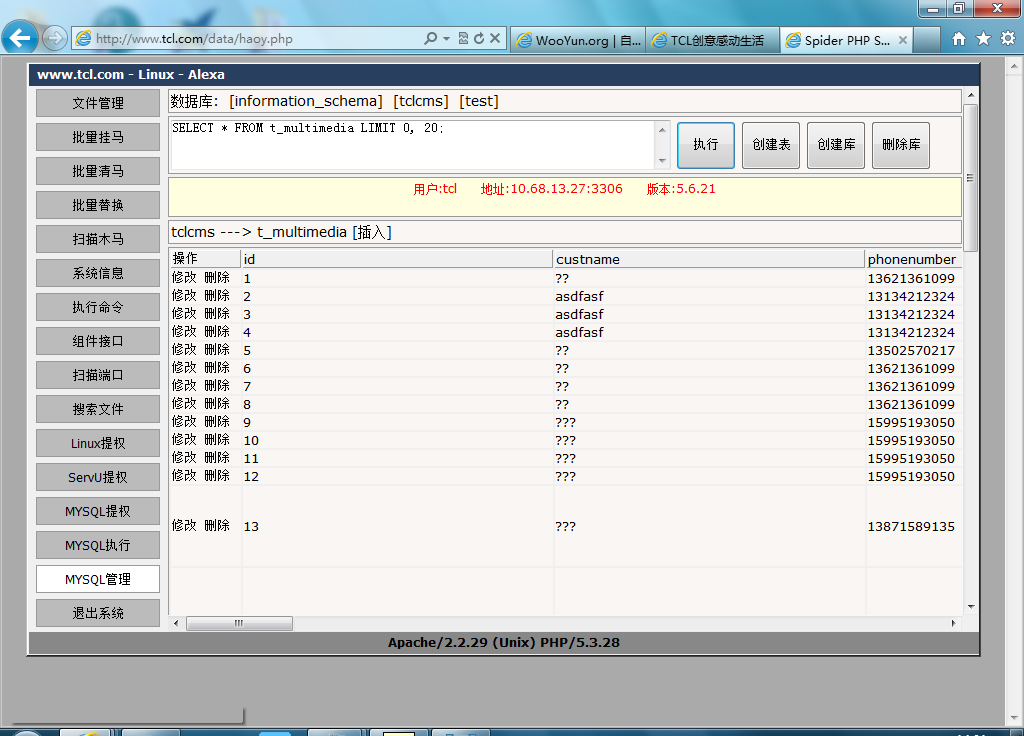 http://www.tcl.com/data/haoy.php
WooYun.org | 自...
TCL创意感动生活
Spider PHP S...
www.tcl.com - Linux - Alexa
文件管理
批量挂马
批量清马
批量替换
扫描木马
系统信息
执行命令
组件接口
扫描端口
搜索文件
Linux提权
ServU提权
MYSQL提权
MYSQL执行
MYSQL管理
退出系统
数据库: [information_schema] [tclcms] [test]
SELECT * FROM t_multimedia LIMIT 0, 20;
执行 创建表 创建库 删除库
用户:tcl 地址:10.68.13.27:3306 版本:5.6.21
tclcms ---> t_multimedia [插入]
操作 id custname phonenumber
修改 删除 1 ?? 13621361099
修改 删除 2 asdfasf 13134212324
修改 删除 3 asdfasf 13134212324
修改 删除 4 asdfasf 13134212324
修改 删除 5 ?? 13502570217
修改 删除 6 ?? 13621361099
修改 删除 7 ?? 13621361099
修改 删除 8 ?? 13621361099
修改 删除 9 ??? 15995193050
修改 删除 10 ??? 15995193050
修改 删除 11 ??? 15995193050
修改 删除 12 ??? 15995193050
修改 删除 13 ??? 13871589135
Apache/2.2.29 (Unix) PHP/5.3.28